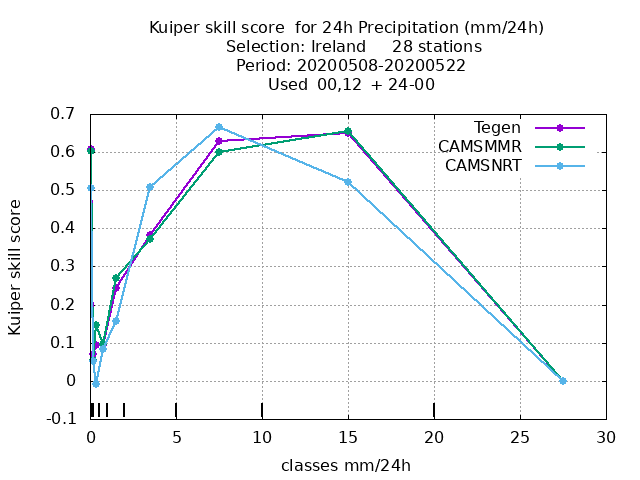 Kuiper skill score  for 24h Precipitation (mm/24h)
Selection: Ireland     28 stations
Period: 20200508-20200522
Used  00,12  + 24-00
Tegen
CAMSMMR
CAMSNRT
Kuiper skill score
0.7
0.6
0.5
0.4
0.3
0.2
0.1
0
-0.1
0 5 10 15 20 25 30
classes mm/24h